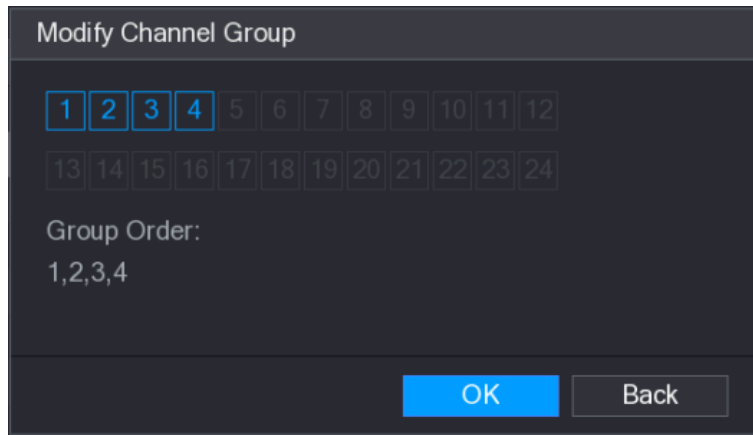 Modify Channel Group
1 2 3 4 5 6 7 8 9 10 11 12
13 14 15 16 17 18 19 20 21 22 23 24
Group Order:
1,2,3,4
OK Back